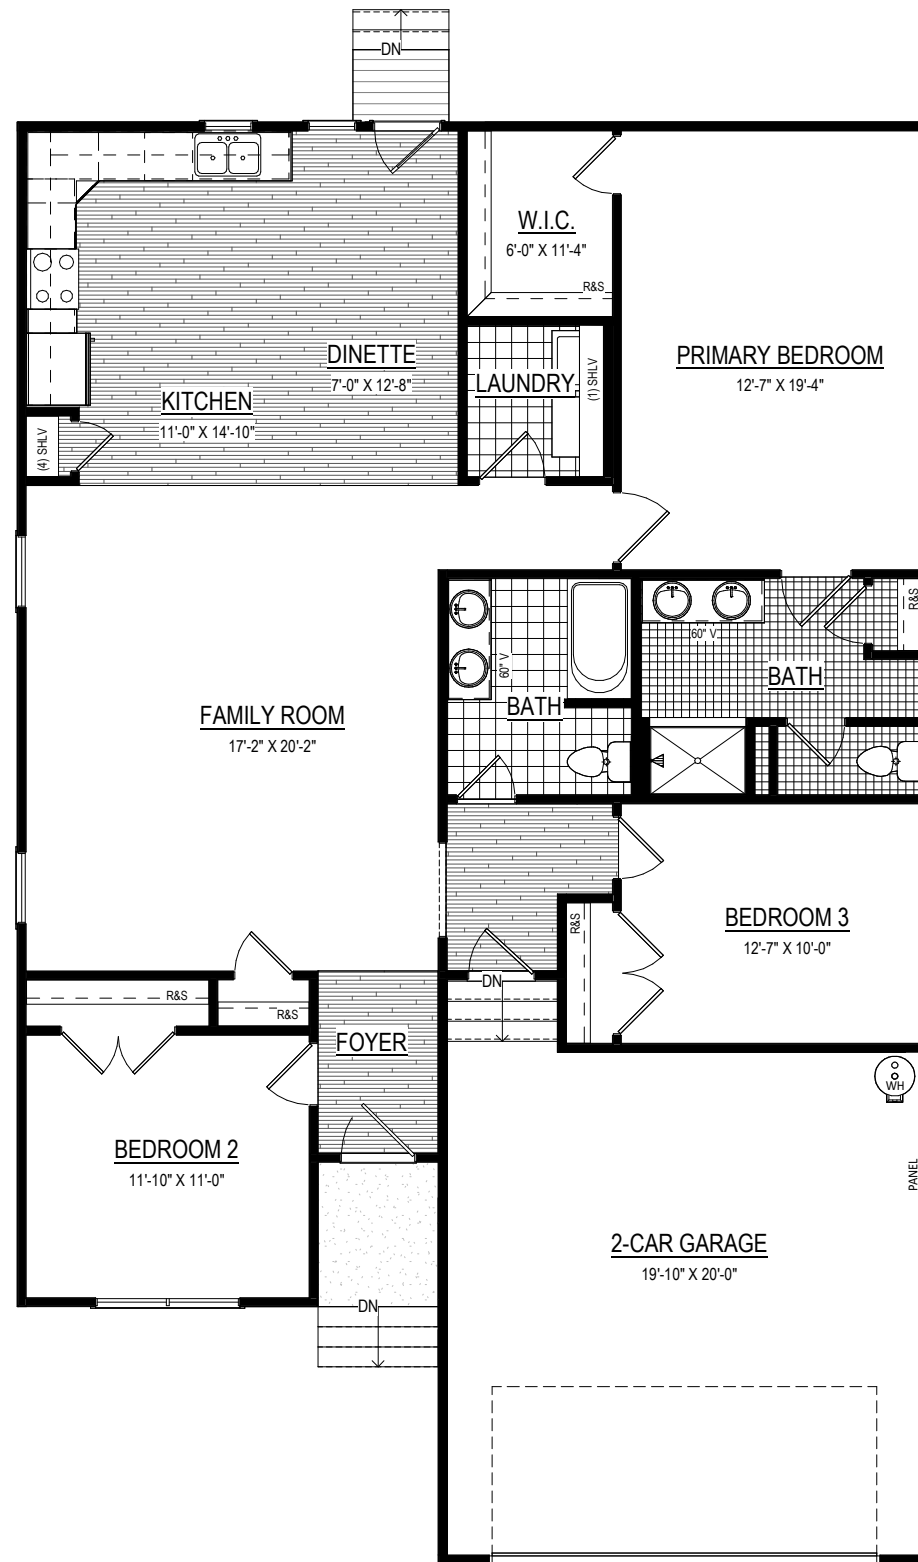 DN
W.I.C.
6'-0" X 11'-4"
R&S
PRIMARY BEDROOM
12'-7" X 19'-4"
DINETTE
7'-0" X 12'-8"
LAUNDRY
(1) SHLV
KITCHEN
11'-0" X 14'-10"
(4) SHLV
R&S
60" V
60" V
BATH
BATH
FAMILY ROOM
17'-2" X 20'-2"
BEDROOM 3
12'-7" X 10'-0"
R&S
DN
R&S
R&S
FOYER
WH
BEDROOM 2
11'-10" X 11'-0"
PANEL
2-CAR GARAGE
19'-10" X 20'-0"
DN